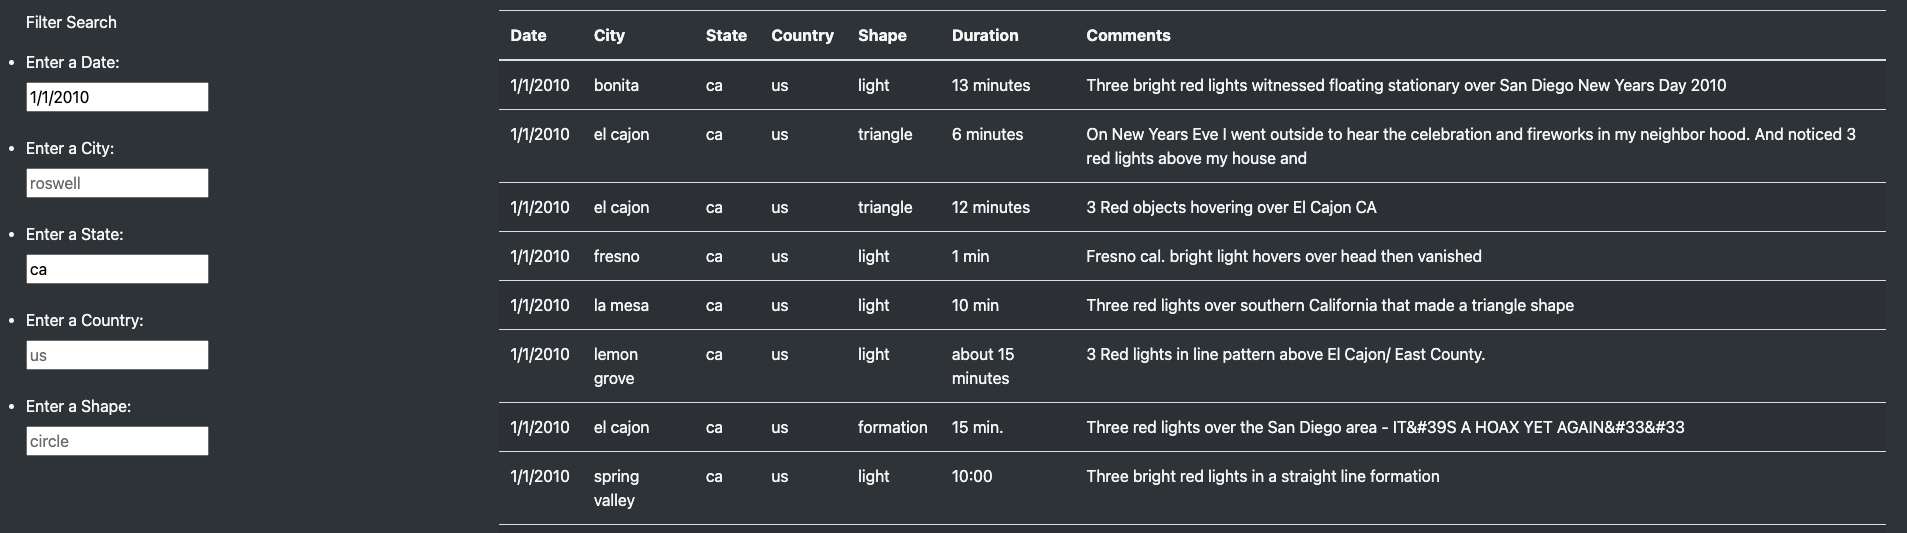 Filter Search
Enter a Date:
1/1/2010
Enter a City:
roswell
Enter a State:
ca
Enter a Country:
us
Enter a Shape:
circle
Date City State Country Shape Duration Comments
1/1/2010 bonita ca us light 13 minutes Three bright red lights witnessed floating stationary over San Diego New Years Day 2010
1/1/2010 el cajon ca us triangle 6 minutes On New Years Eve I went outside to hear the celebration and fireworks in my neighbor hood. And noticed 3
red lights above my house and
1/1/2010 el cajon ca us triangle 12 minutes 3 Red objects hovering over El Cajon CA
1/1/2010 fresno ca us light 1 min Fresno cal. bright light hovers over head then vanished
1/1/2010 la mesa ca us light 10 min Three red lights over southern California that made a triangle shape
1/1/2010 lemon ca us light about 15 3 Red lights in line pattern above El Cajon/ East County.
grove minutes
1/1/2010 el cajon ca us formation 15 min. Three red lights over the San Diego area - IT&#39S A HOAX YET AGAIN&#33&#33
1/1/2010 spring ca us light 10:00 Three bright red lights in a straight line formation
valley